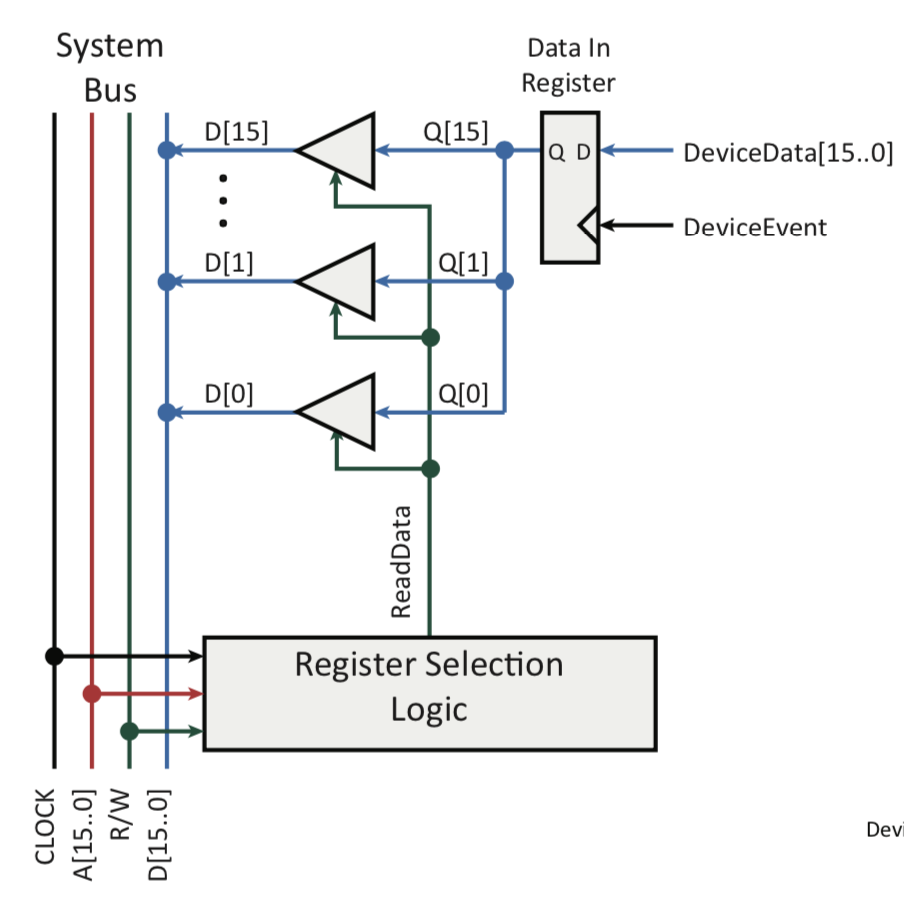 System
Bus
Data In
Register
D[15]
Q[15]
Q D
DeviceData[15..0]
DeviceEvent
D[1]
Q[1]
D[0]
Q[0]
ReadData
Register Selection
Logic
CLOCK
A[15..0]
R/W
D[15..0]
Devi